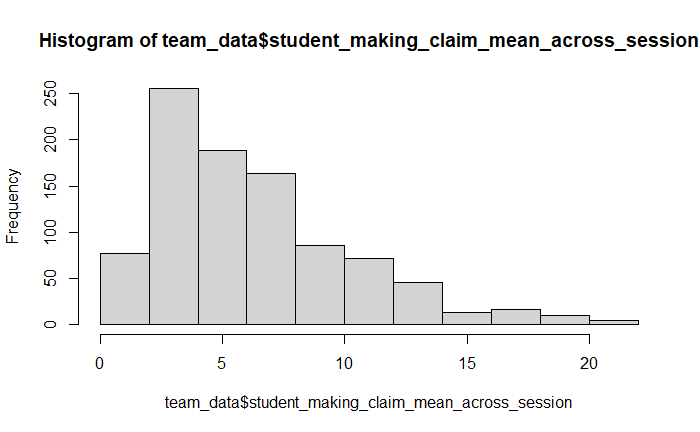 Histogram of team_data$student_making_claim_mean_across_session
Frequency
250
200
150
100
50
0
0 5 10 15 20
team_data$student_making_claim_mean_across_session